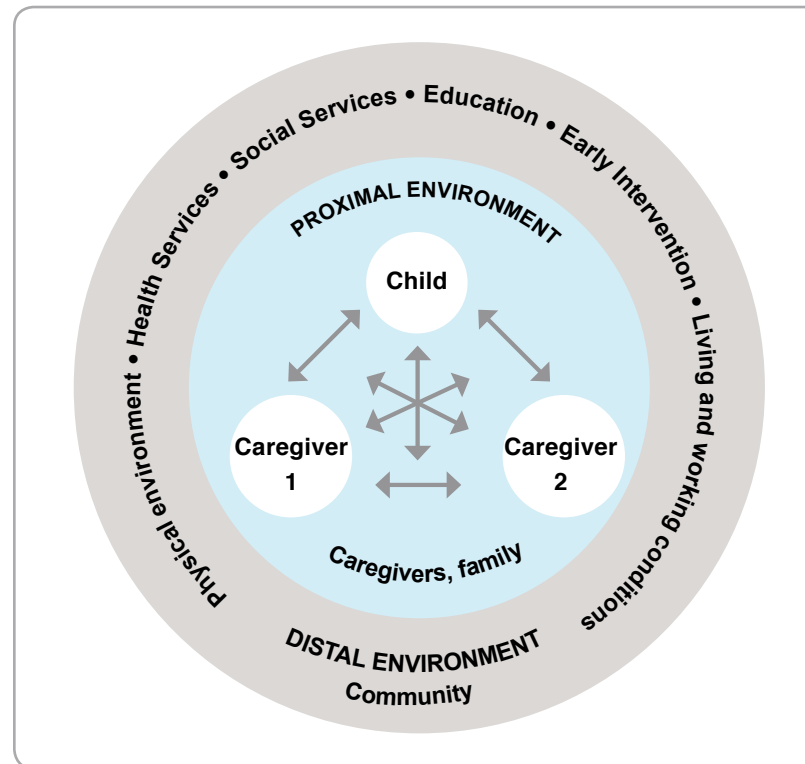 Physical environment • Health Services • Social Services • Education • Early Intervention • Living and working conditions
PROXIMAL ENVIRONMENT
Child
Caregiver
1
Caregiver
2
Caregivers, family
DISTAL ENVIRONMENT
Community